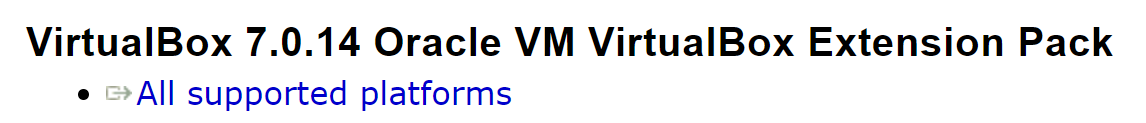 VirtualBox 7.0.14 Oracle VM VirtualBox Extension Pack
All supported platforms